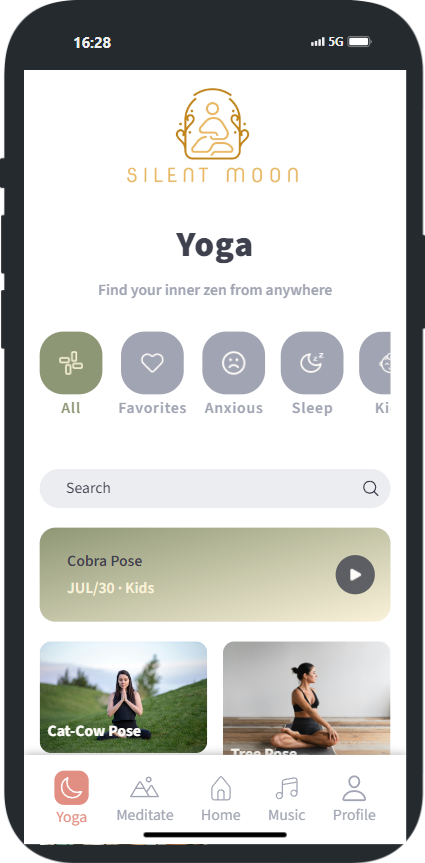 16:28
5G
SILENT MOON
Yoga
Find your inner zen from anywhere
All
Favorites
Anxious
Sleep
Ki
Search
Cobra Pose
JUL/30 · Kids
Cat-Cow Pose
Tree Pose
Yoga
Meditate
Home
Music
Profile